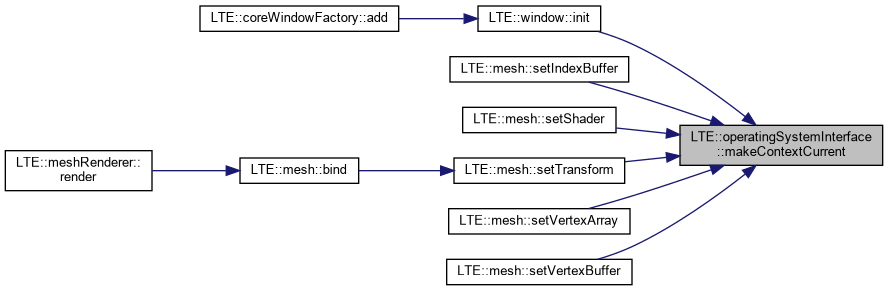 LTE::coreWindowFactory::add
LTE::window::init
LTE::mesh::setIndexBuffer
LTE::mesh::setShader
LTE::operatingSystemInterface
::makeContextCurrent
LTE::meshRenderer::
render
LTE::mesh::bind
LTE::mesh::setTransform
LTE::mesh::setVertexArray
LTE::mesh::setVertexBuffer